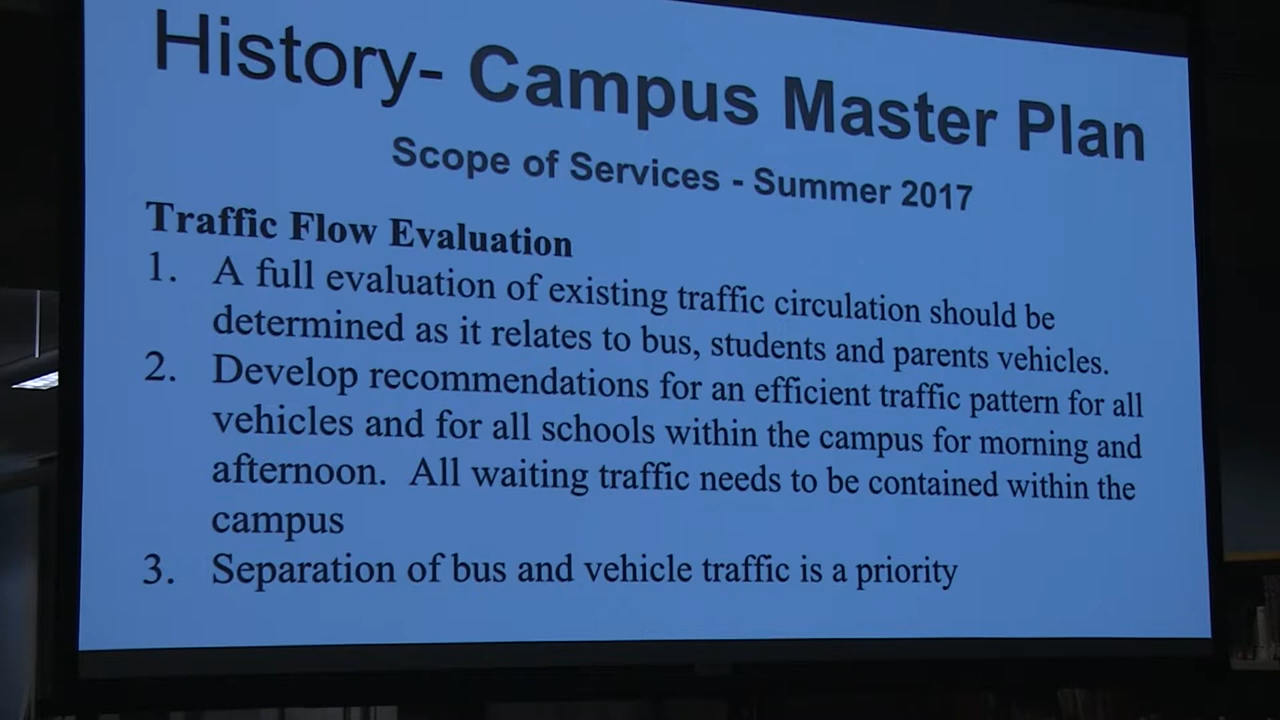 History- Campus Master Plan
Scope of Services - Summer 2017
Traffic Flow Evaluation
1. A full evaluation of existing traffic circulation should be
determined as it relates to bus, students and parents vehicles.
2. Develop recommendations for an efficient traffic pattern for all
vehicles and for all schools within the campus for morning and
afternoon. All waiting traffic needs to be contained within the
campus
3. Separation of bus and vehicle traffic is a priority